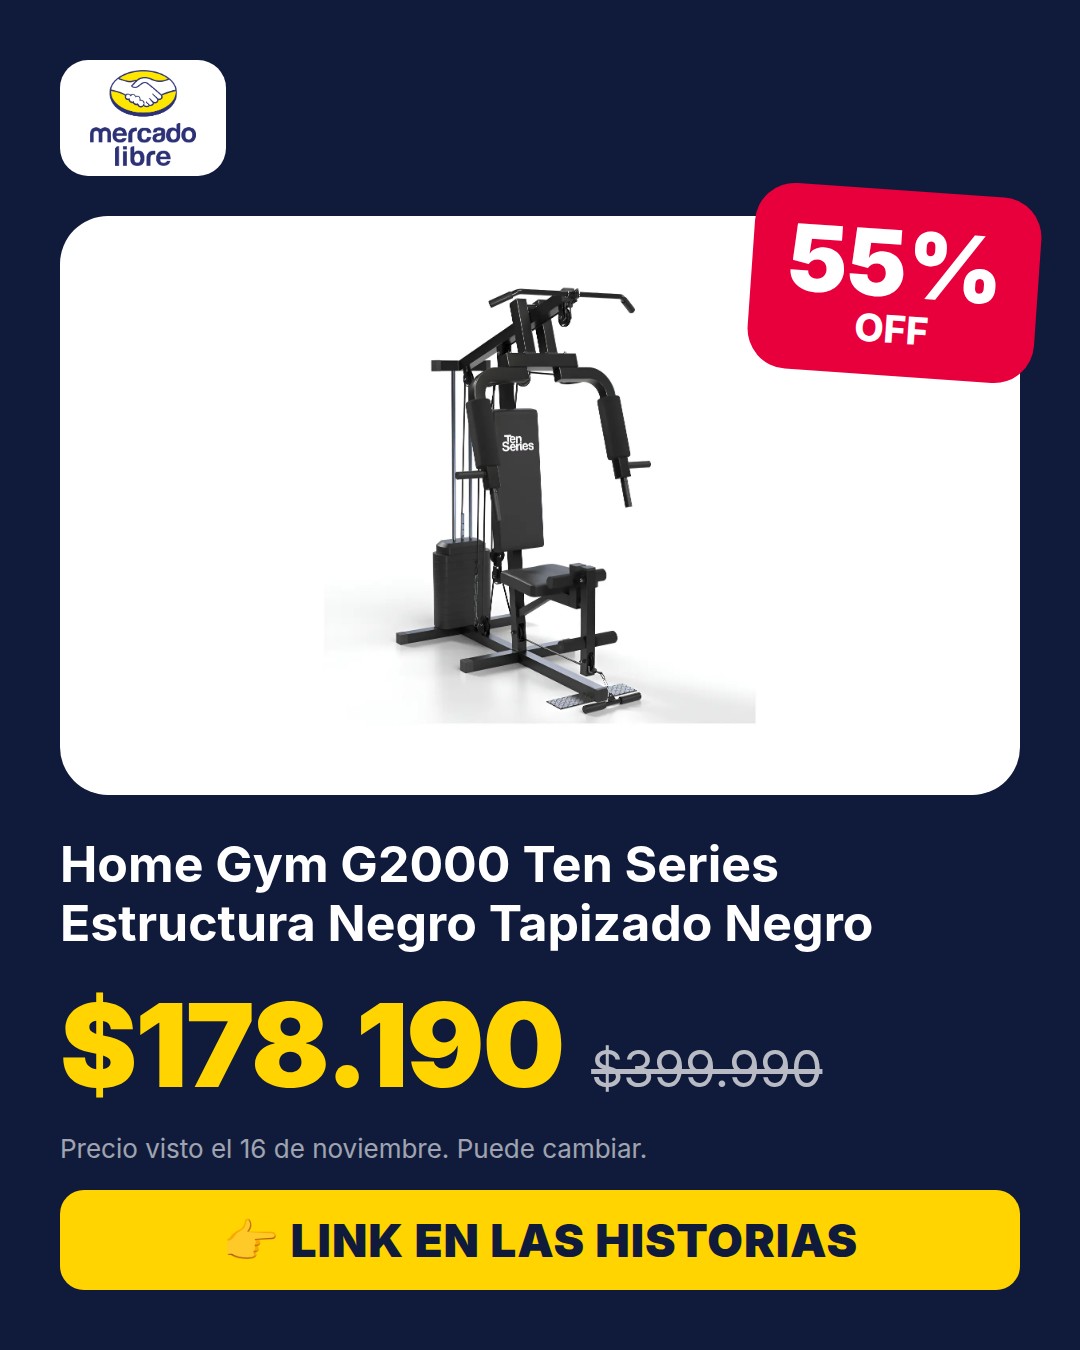 mercado
libre
55%
OFF
Ten
Series
Home Gym G2000 Ten Series
Estructura Negro Tapizado Negro
$178.190 $399.990
Precio visto el 16 de noviembre. Puede cambiar.
👉 LINK EN LAS HISTORIAS